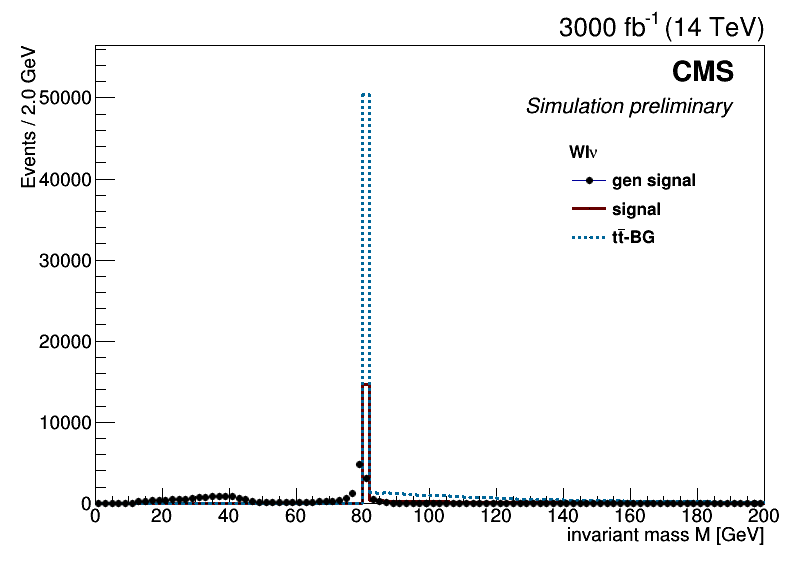 3000 fb⁻¹ (14 TeV)
CMS
Simulation preliminary
Wlν
gen signal
signal
tt̄-BG
Events / 2.0 GeV
50000
40000
30000
20000
10000
0
0 20 40 60 80 100 120 140 160 180 200
invariant mass M [GeV]